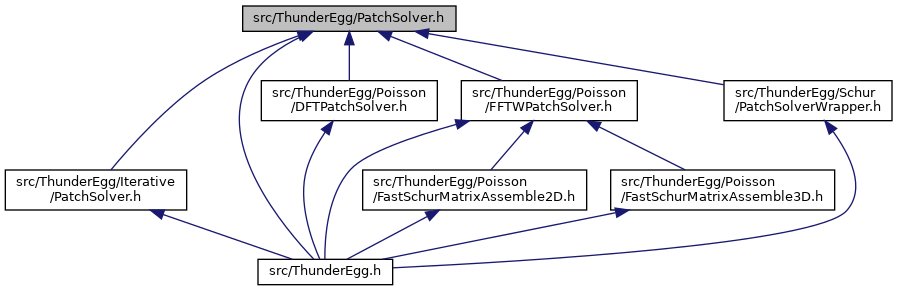 src/ThunderEgg/PatchSolver.h
src/ThunderEgg/Poisson
/DFTPatchSolver.h
src/ThunderEgg/Poisson
/FFTWPatchSolver.h
src/ThunderEgg/Schur
/PatchSolverWrapper.h
src/ThunderEgg/Iterative
/PatchSolver.h
src/ThunderEgg/Poisson
/FastSchurMatrixAssemble2D.h
src/ThunderEgg/Poisson
/FastSchurMatrixAssemble3D.h
src/ThunderEgg.h